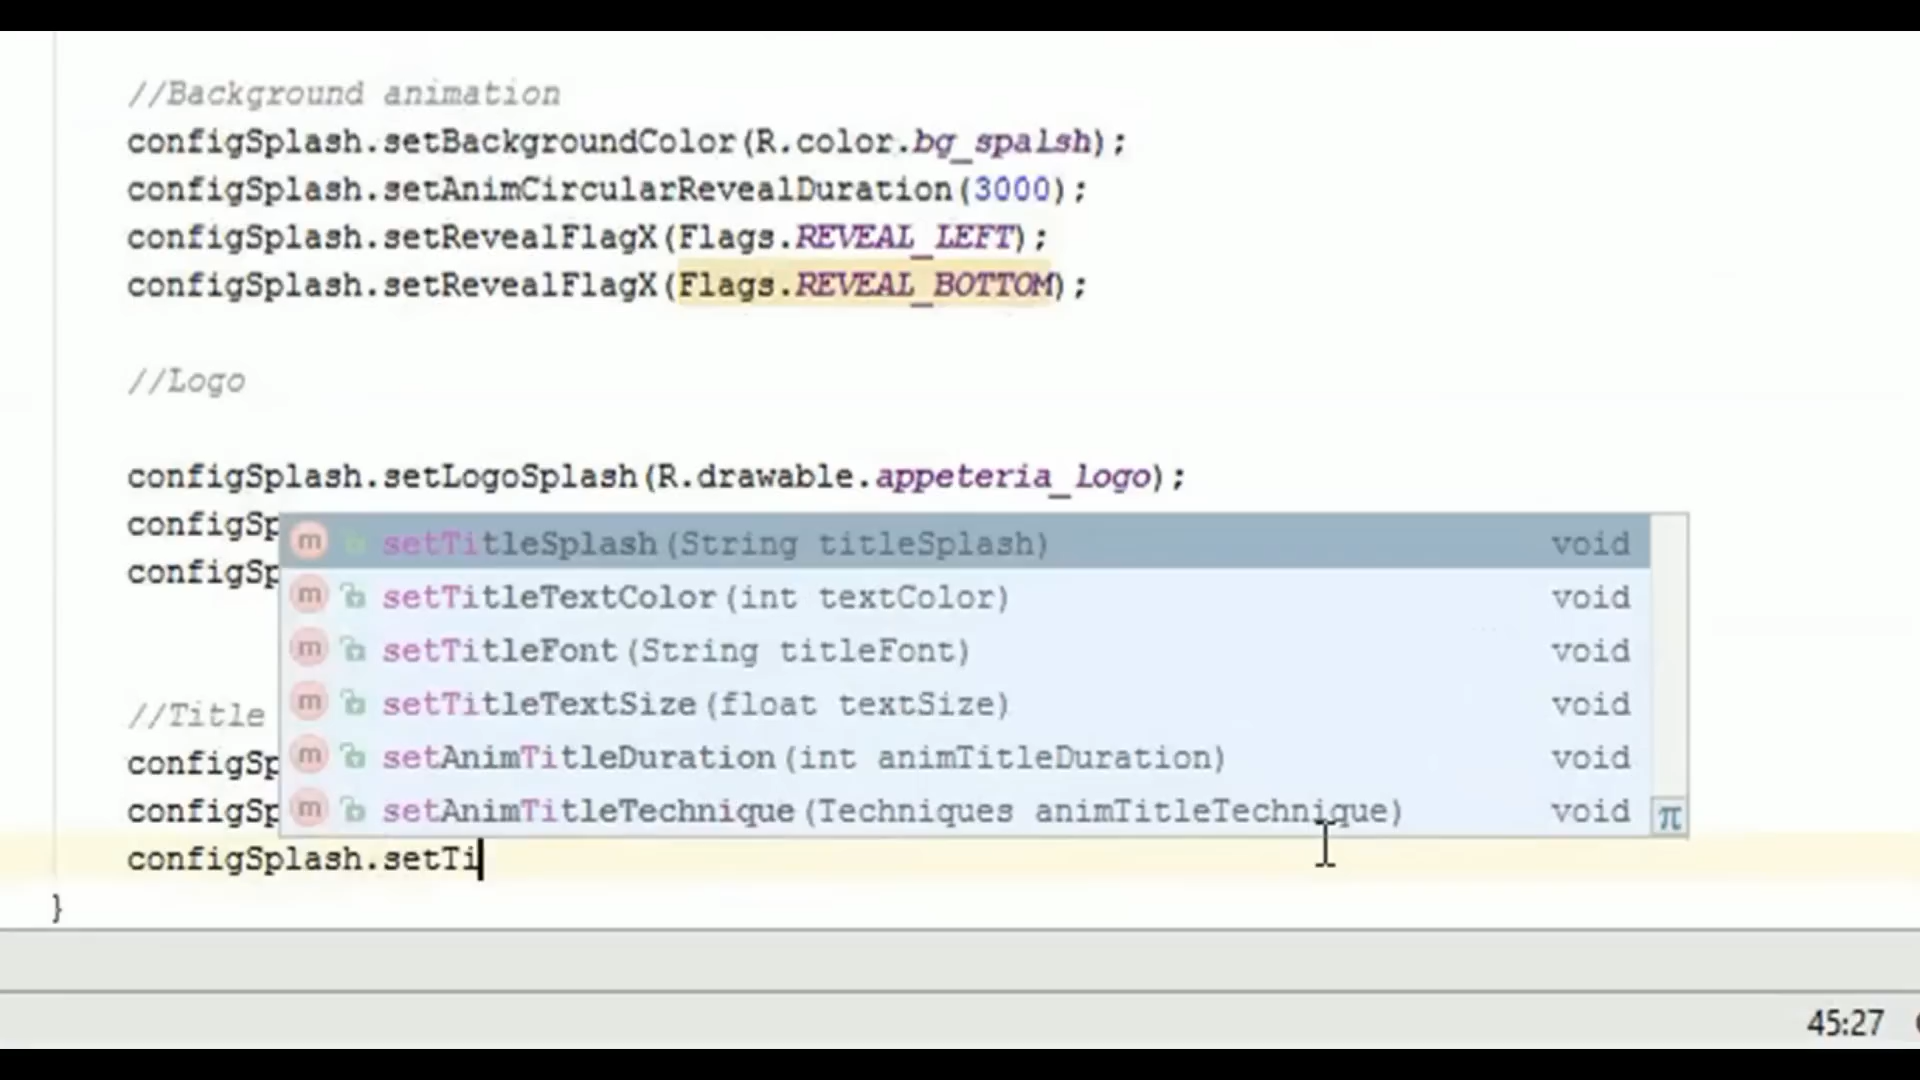 //Background animation
configSplash.setBackgroundColor(R.color.bg_spalsh);
configSplash.setAnimCircularRevealDuration(3000);
configSplash.setRevealFlagX(Flags.REVEAL_LEFT);
configSplash.setRevealFlagX(Flags.REVEAL_BOTTOM);
//Logo
configSplash.setLogoSplash(R.drawable.appeteria_logo);
configSp
m setTitleSplash(String titleSplash) void
configSp
m setTitleTextColor(int textColor) void
m setTitleFont(String titleFont) void
m setTitleTextSize(float textSize) void
//Title
m setAnimTitleDuration(int animTitleDuration) void
configSp
m setAnimTitleTechnique(Techniques animTitleTechnique) void π
configSp
configSplash.setTi
}
45:27